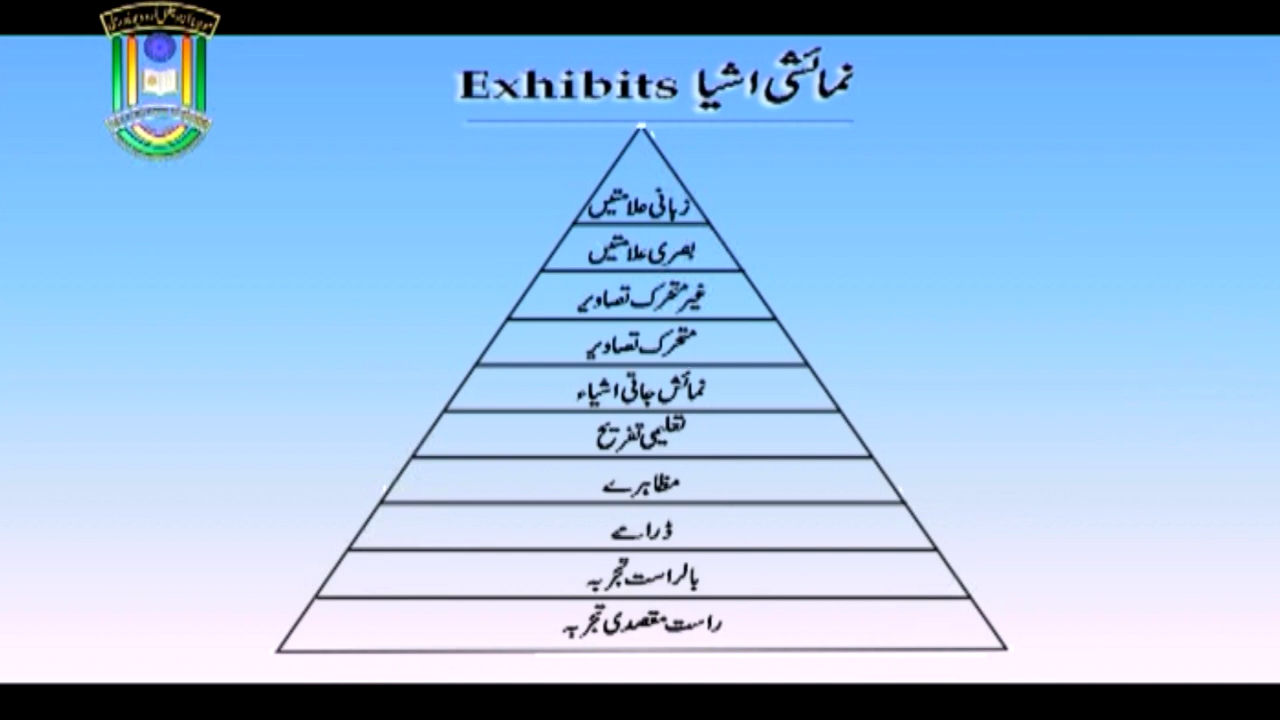 نمائشی اشیا Exhibits
زبانی علامتیں
بصری علامتیں
غیر متحرک تصاویر
متحرک تصاویر
نمائش جاتی اشیاء
تعلیمی تفریح
مظاہرے
ڈرامے
بالراست تجربہ
راست مقصدی تجربہ